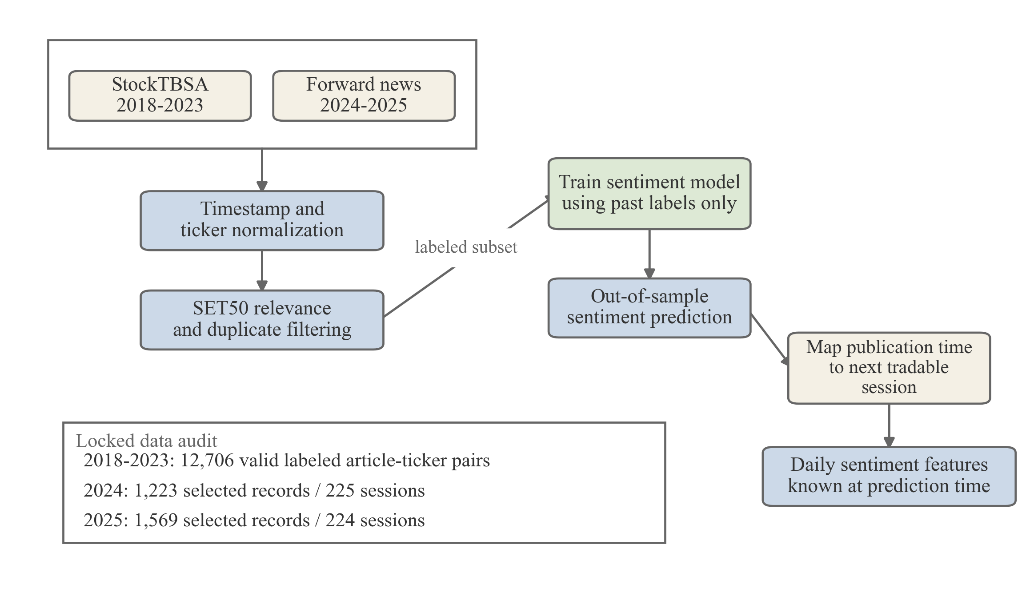 StockTBSA
2018-2023
Forward news
2024-2025
Timestamp and
ticker normalization
SET50 relevance
and duplicate filtering
labeled subset
Train sentiment model
using past labels only
Out-of-sample
sentiment prediction
Map publication time
to next tradable
session
Daily sentiment features
known at prediction time
Locked data audit
2018-2023: 12,706 valid labeled article-ticker pairs
2024: 1,223 selected records / 225 sessions
2025: 1,569 selected records / 224 sessions